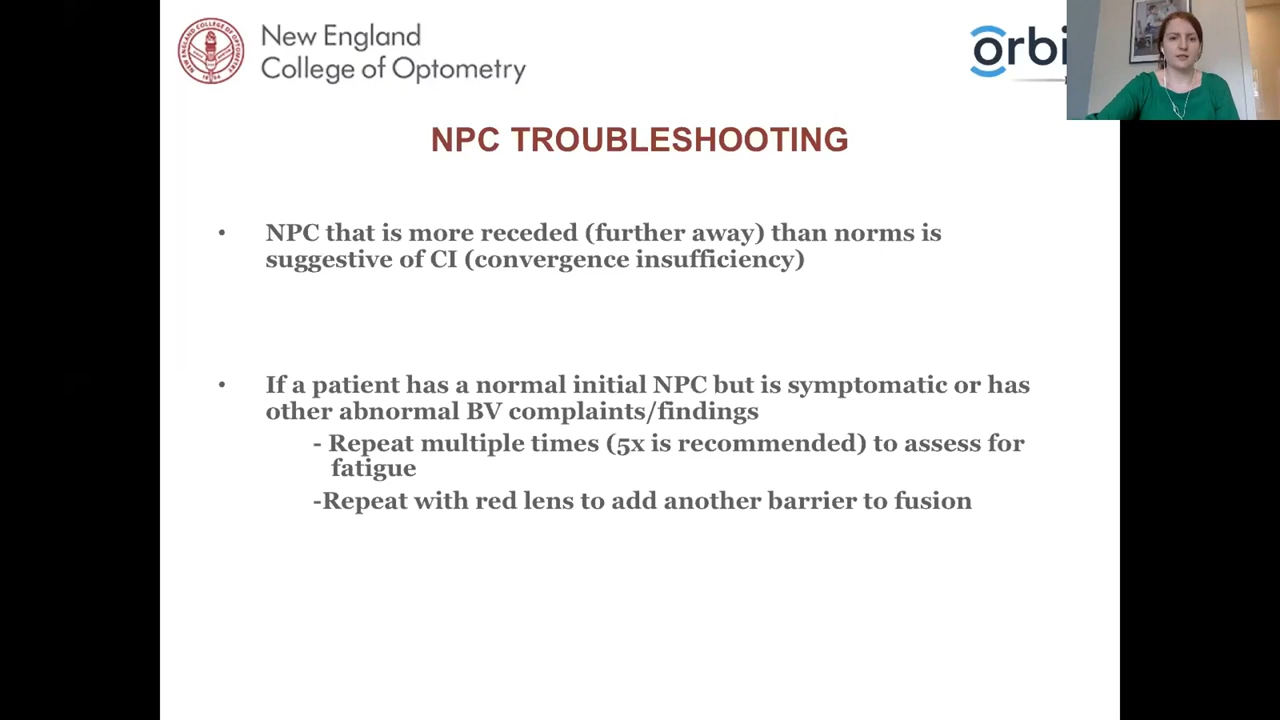 New England
College of Optometry
NPC TROUBLESHOOTING
• NPC that is more receded (further away) than norms is
suggestive of CI (convergence insufficiency)
• If a patient has a normal initial NPC but is symptomatic or has
other abnormal BV complaints/findings
- Repeat multiple times (5x is recommended) to assess for
fatigue
-Repeat with red lens to add another barrier to fusion